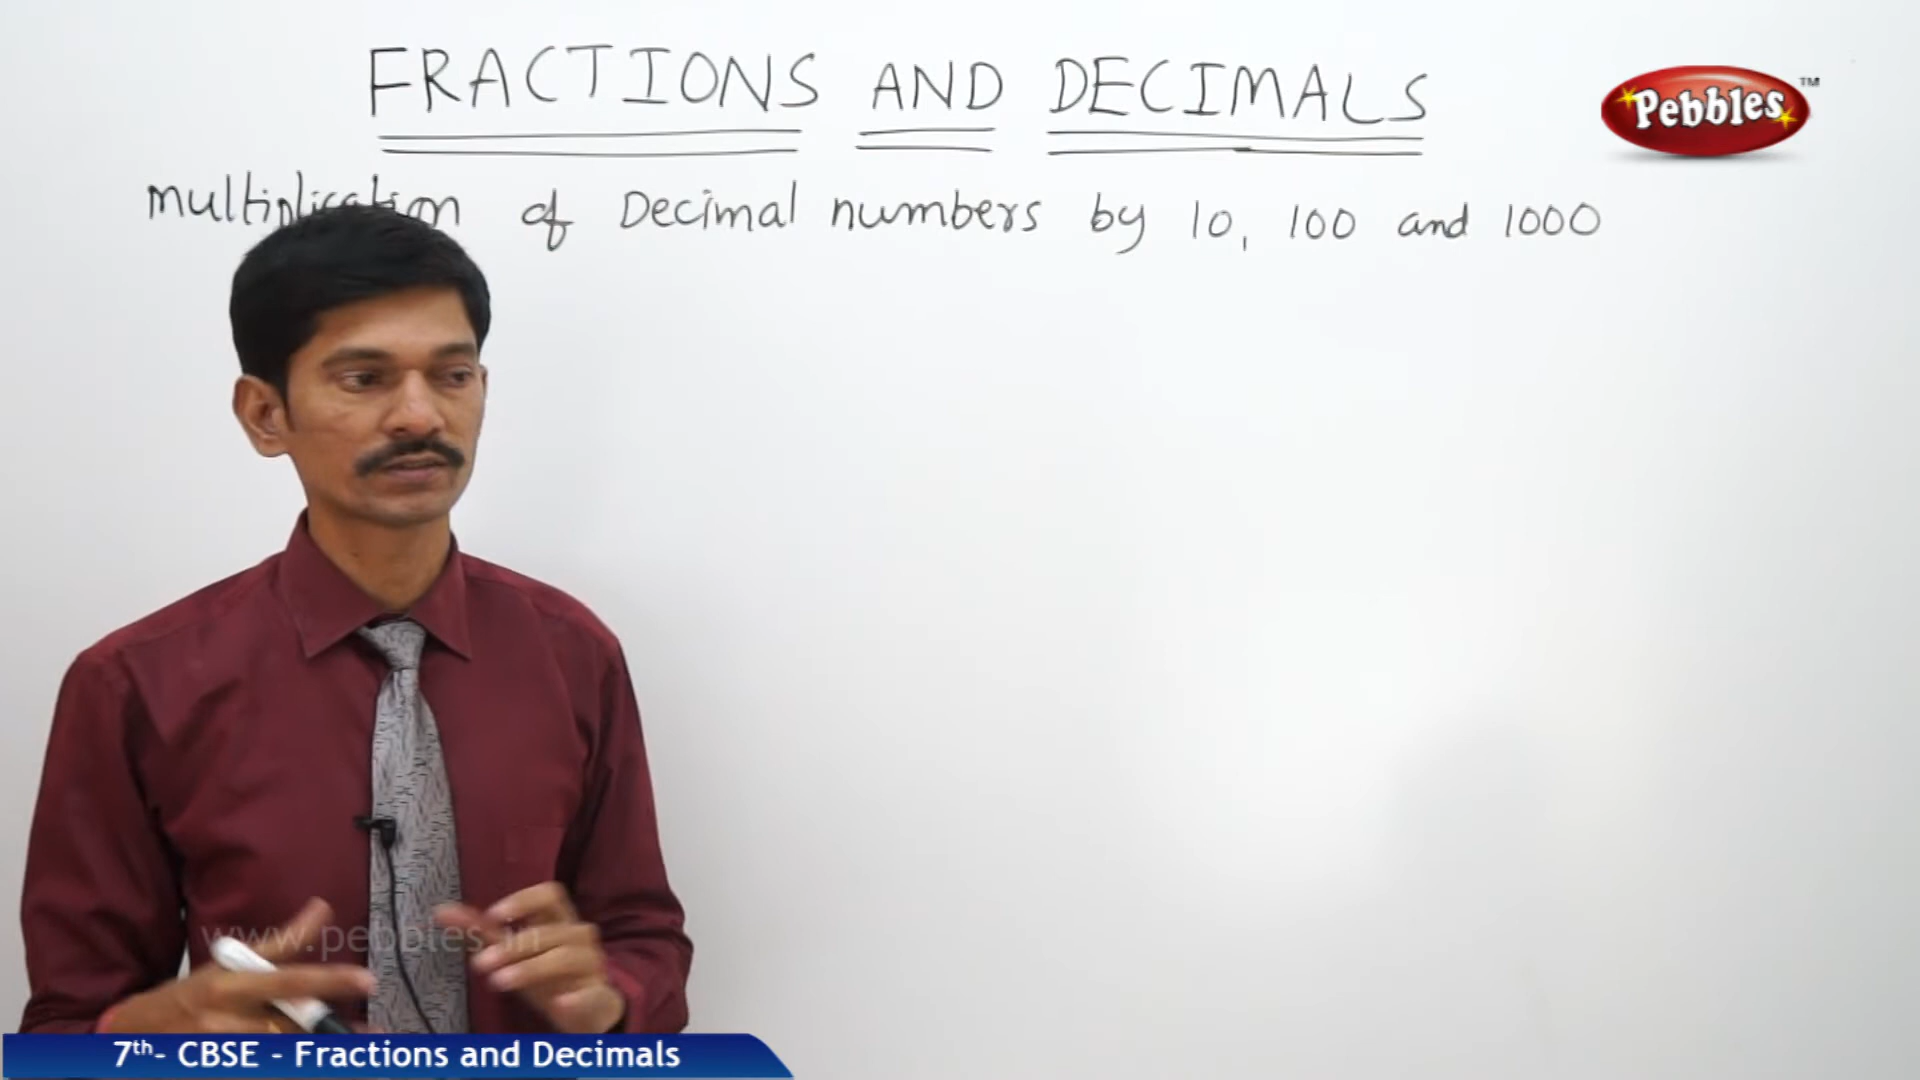 FRACTIONS AND DECIMALS
Pebbles™
multiplication of Decimal numbers by 10, 100 and 1000
www.pebbles.in
7th- CBSE - Fractions and Decimals